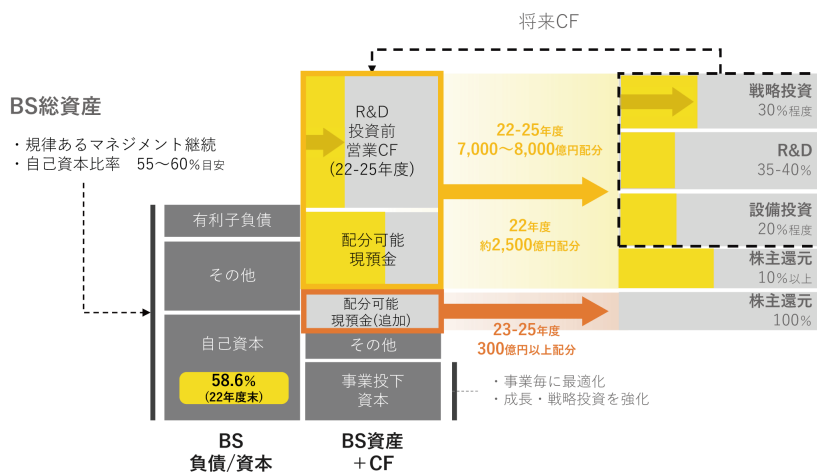 将来CF
BS総資産
・規律あるマネジメント継続
・自己資本比率　55〜60%目安
有利子負債
その他
自己資本
58.6%
(22年度末)
BS
負債/資本
R&D
投資前
営業CF
(22-25年度)
配分可能
現預金
配分可能
現預金(追加)
その他
事業投下
資本
BS資産
＋CF
22-25年度
7,000〜8,000億円配分
22年度
約2,500億円配分
23-25年度
300億円以上配分
・事業毎に最適化
・成長・戦略投資を強化
戦略投資
30%程度
R&D
35-40%
設備投資
20%程度
株主還元
10%以上
株主還元
100%